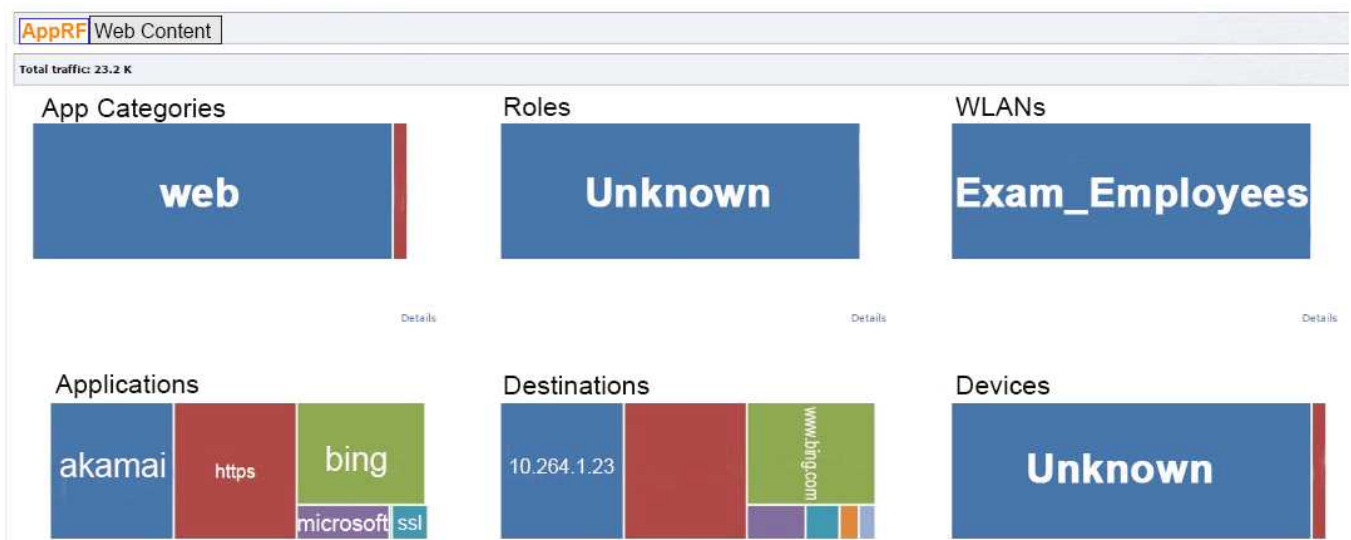 AppRF Web Content
Total traffic: 23.2 K
App Categories
Roles
WLANs
web
Unknown
Exam_Employees
Details
Details
Details
Applications
Destinations
Devices
akamai
https
bing
microsoft
ssl
10.264.1.23
www.bing.com
Unknown